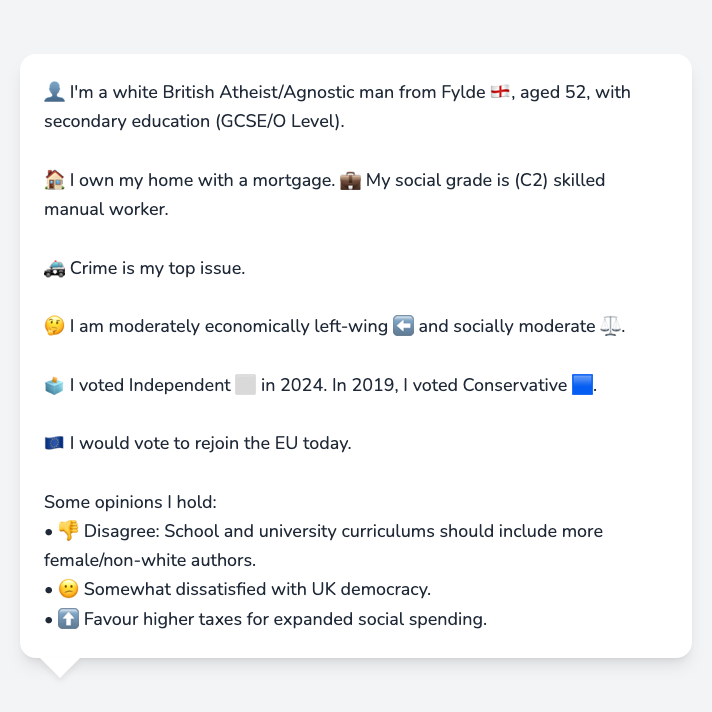 👤 I'm a white British Atheist/Agnostic man from Fylde 🏴󠁧󠁢󠁥󠁮󠁧󠁿, aged 52, with
secondary education (GCSE/O Level).
🏠 I own my home with a mortgage. 💼 My social grade is (C2) skilled
manual worker.
🚓 Crime is my top issue.
🤔 I am moderately economically left-wing ⬅️ and socially moderate ⚖️.
🗳️ I voted Independent ⬜ in 2024. In 2019, I voted Conservative 🟦.
🇪🇺 I would vote to rejoin the EU today.
Some opinions I hold:
• 👎 Disagree: School and university curriculums should include more
female/non-white authors.
• 😕 Somewhat dissatisfied with UK democracy.
• ⬆️ Favour higher taxes for expanded social spending.